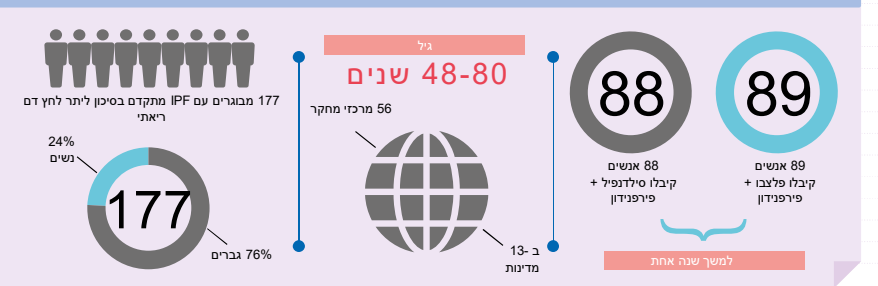 89
89 אנשים
קיבלו פלצבו +
פירפנידון
88
88 אנשים
קיבלו סילדנפיל +
פירפנידון
למשך שנה אחת
גיל
48-80 שנים
56 מרכזי מחקר
ב -13
מדינות
177 מבוגרים עם IPF מתקדם בסיכון ליתר לחץ דם
ריאתי
24%
נשים
177
76% גברים